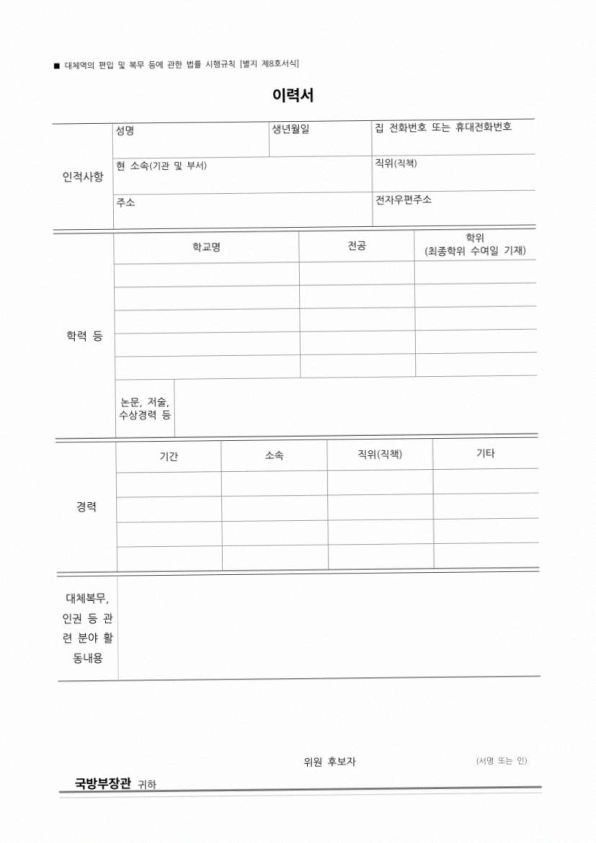 ■ 대체역의 편입 및 복무 등에 관한 법률 시행규칙 [별지 제8호서식]
이력서
인적사항
성명
생년월일
집 전화번호 또는 휴대전화번호
현 소속(기관 및 부서)
직위(직책)
주소
전자우편주소
학력 등
학교명
전공
학위
(최종학위 수여일 기재)
논문, 저술,
수상경력 등
경력
기간
소속
직위(직책)
기타
대체복무,
인권 등 관
련 분야 활
동내용
위원 후보자
(서명 또는 인)
국방부장관 귀하